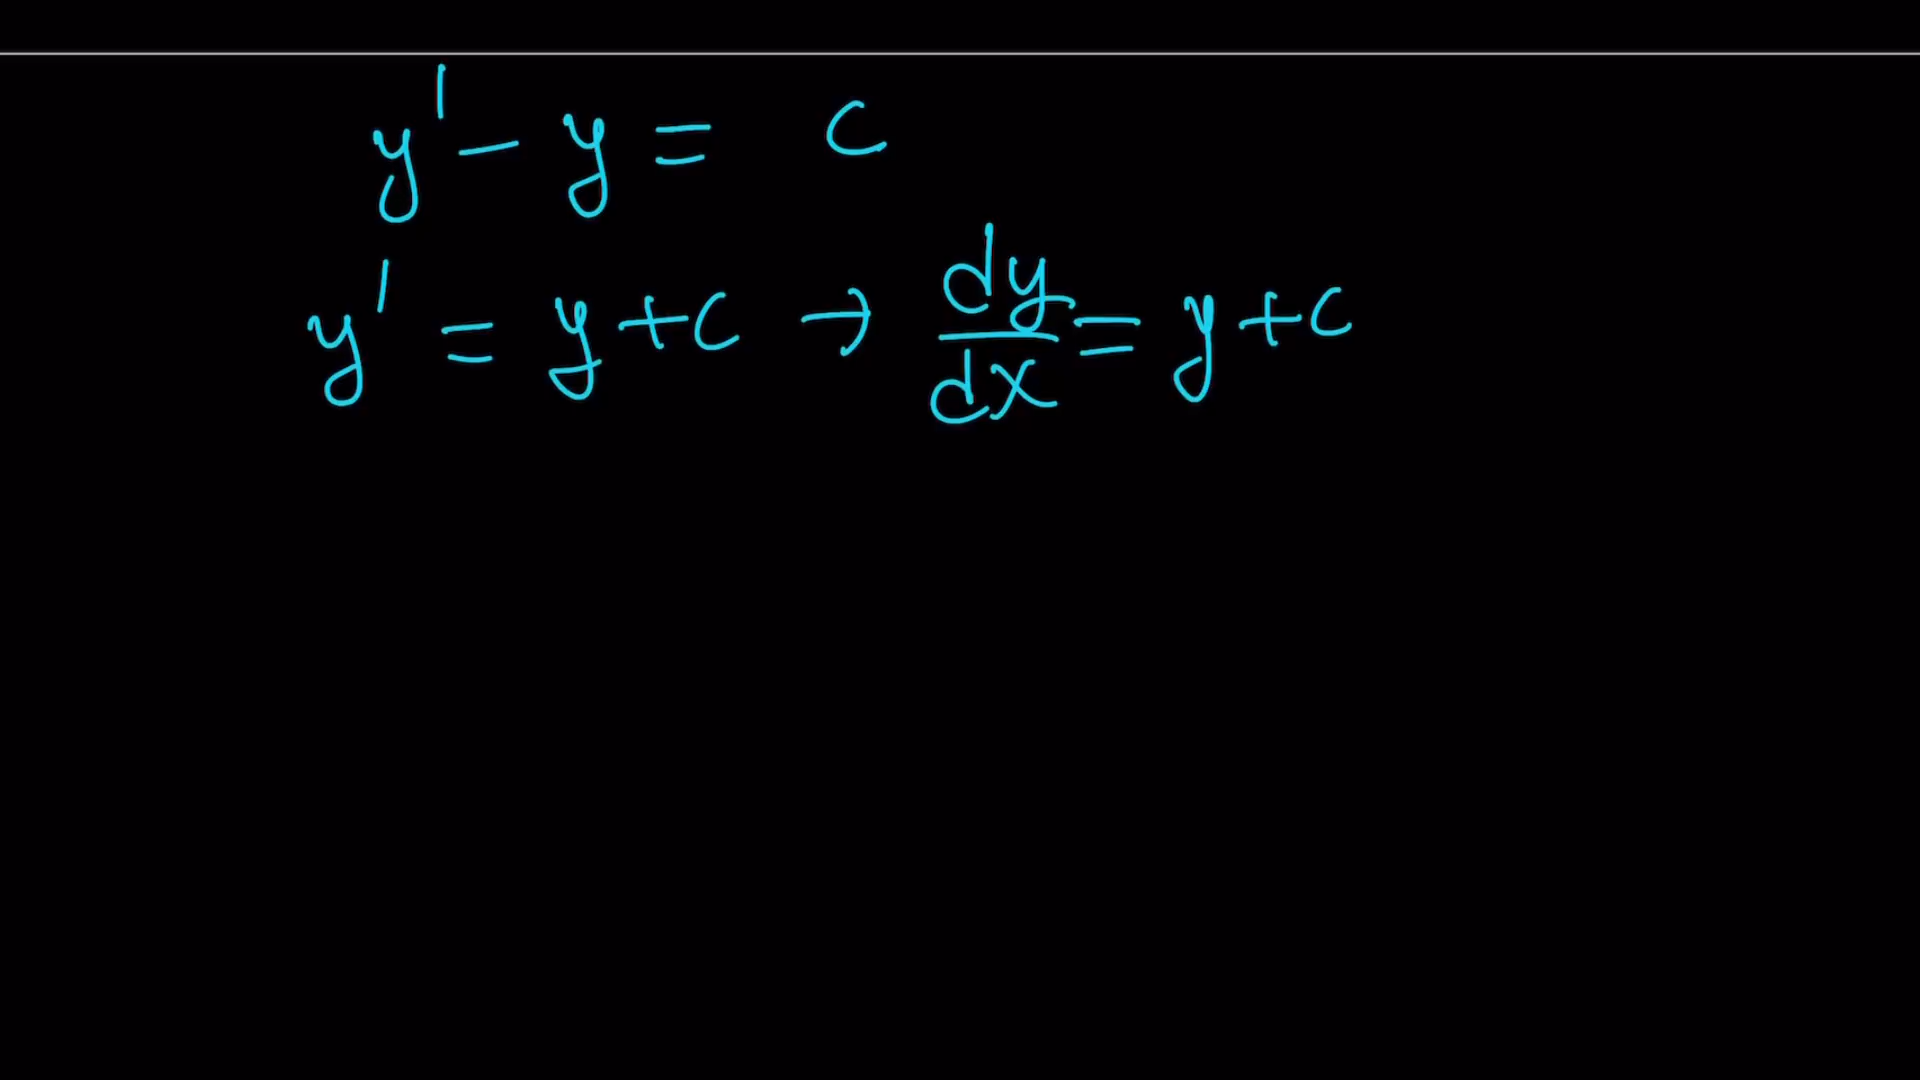 y' - y = c
y' = y + c → dy/dx = y + c